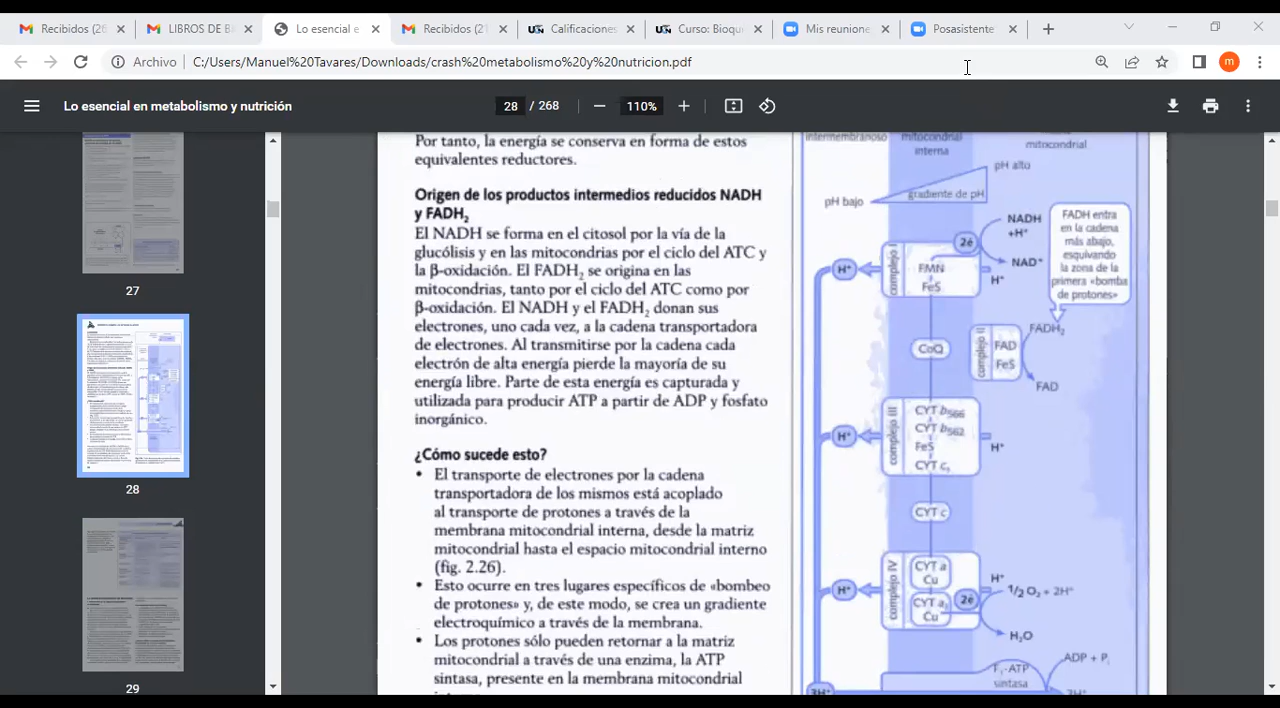 Recibidos (26
LIBROS DE B
Lo esencial e
Recibidos (21
UN Calificaciones
UN Curso: Bioqu
Mis reunione
Posasistente
Archivo
C:/Users/Manuel%20Tavares/Downloads/crash%20metabolismo%20y%20nutricion.pdf
m
Lo esencial en metabolismo y nutrición
28 / 268
110%
27
28
29
Por tanto, la energía se conserva en forma de estos
equivalentes reductores.
Origen de los productos intermedios reducidos NADH
y FADH₂
El NADH se forma en el citosol por la vía de la
glucólisis y en las mitocondrias por el ciclo del ATC y
la β-oxidación. El FADH₂ se origina en las
mitocondrias, tanto por el ciclo del ATC como por
β-oxidación. El NADH y el FADH₂ donan sus
electrones, uno cada vez, a la cadena transportadora
de electrones. Al transmitirse por la cadena cada
electrón de alta energía pierde la mayoría de su
energía libre. Parte de esta energía es capturada y
utilizada para producir ATP a partir de ADP y fosfato
inorgánico.
¿Cómo sucede esto?
• El transporte de electrones por la cadena
transportadora de los mismos está acoplado
al transporte de protones a través de la
membrana mitocondrial interna, desde la matriz
mitocondrial hasta el espacio mitocondrial interno
(fig. 2.26).
• Esto ocurre en tres lugares específicos de «bombeo
de protones» y, de este modo, se crea un gradiente
electroquímico a través de la membrana.
• Los protones sólo pueden retornar a la matriz
mitocondrial a través de una enzima, la ATP
sintasa, presente en la membrana mitocondrial
intermembranoso
mitocondrial
interna
mitocondrial
pH alto
gradiente de pH
pH bajo
NADH
+H⁺
2é
NAD⁺
H⁺
complejo I
FMN
FeS
H⁺
FADH entra
en la cadena
más abajo,
esquivando
la zona de la
primera «bomba
de protones»
FADH₂
CoQ
complejo II
FAD
FeS
FAD
complejo III
CYT b₅₆₆
CYT b₅₆₂
FeS
CYT c₁
H⁺
H⁺
CYT c
complejo IV
CYT a
Cu
CYT a₃
Cu
2é
H⁺
H⁺
1/2 O₂ + 2H⁺
H₂O
F₁-ATP
sintasa
ADP + Pᵢ
3H⁺
3H⁺